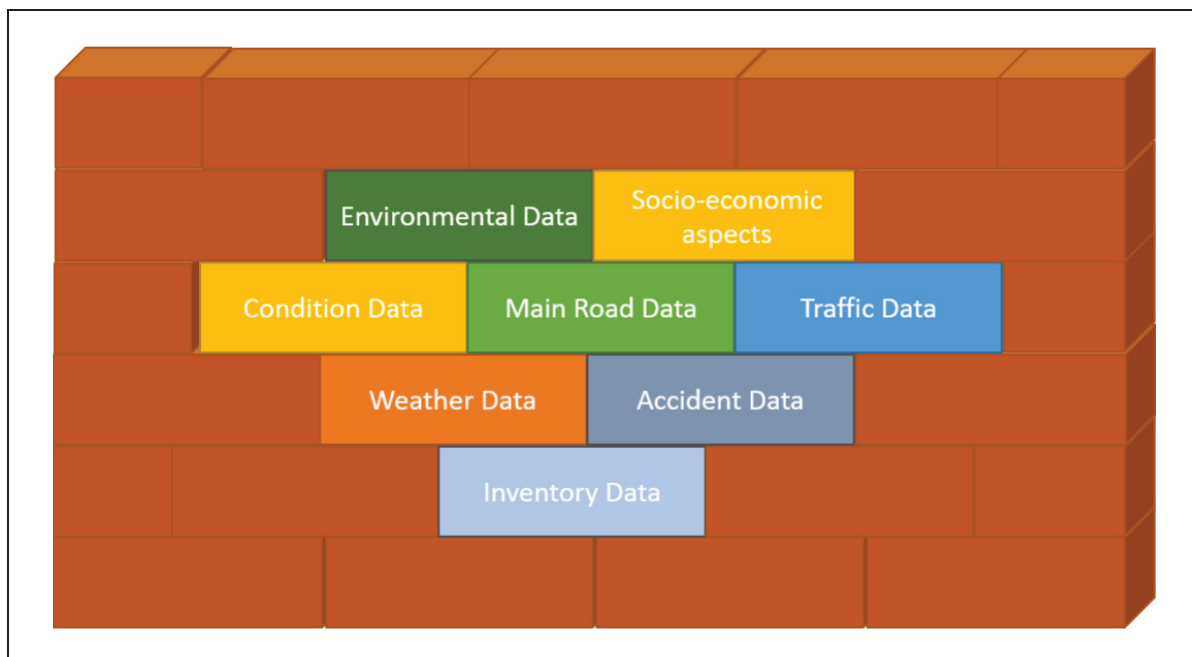 Environmental Data
Socio-economic
aspects
Condition Data
Main Road Data
Traffic Data
Weather Data
Accident Data
Inventory Data